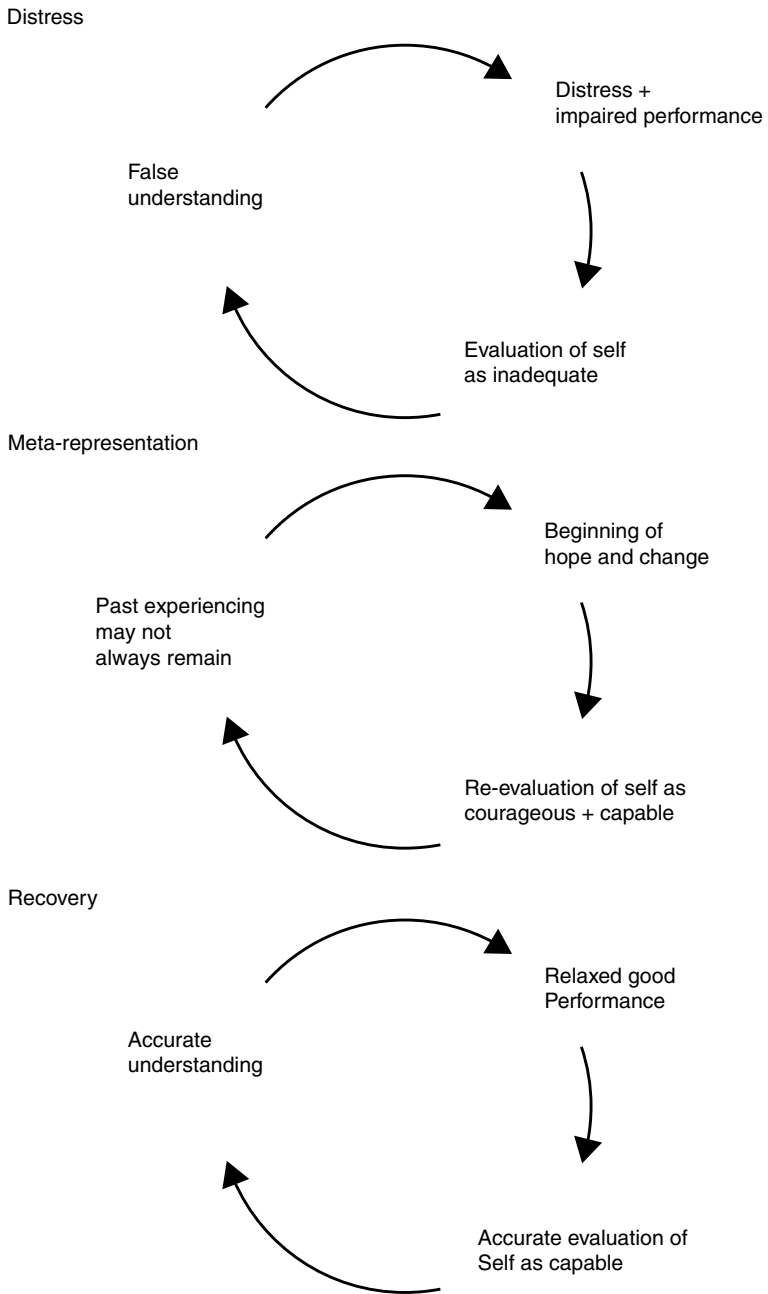 Distress
Distress +
impaired performance
False
understanding
Evaluation of self
as inadequate
Meta-representation
Beginning of
hope and change
Past experiencing
may not
always remain
Re-evaluation of self as
courageous + capable
Recovery
Relaxed good
Performance
Accurate
understanding
Accurate evaluation of
Self as capable